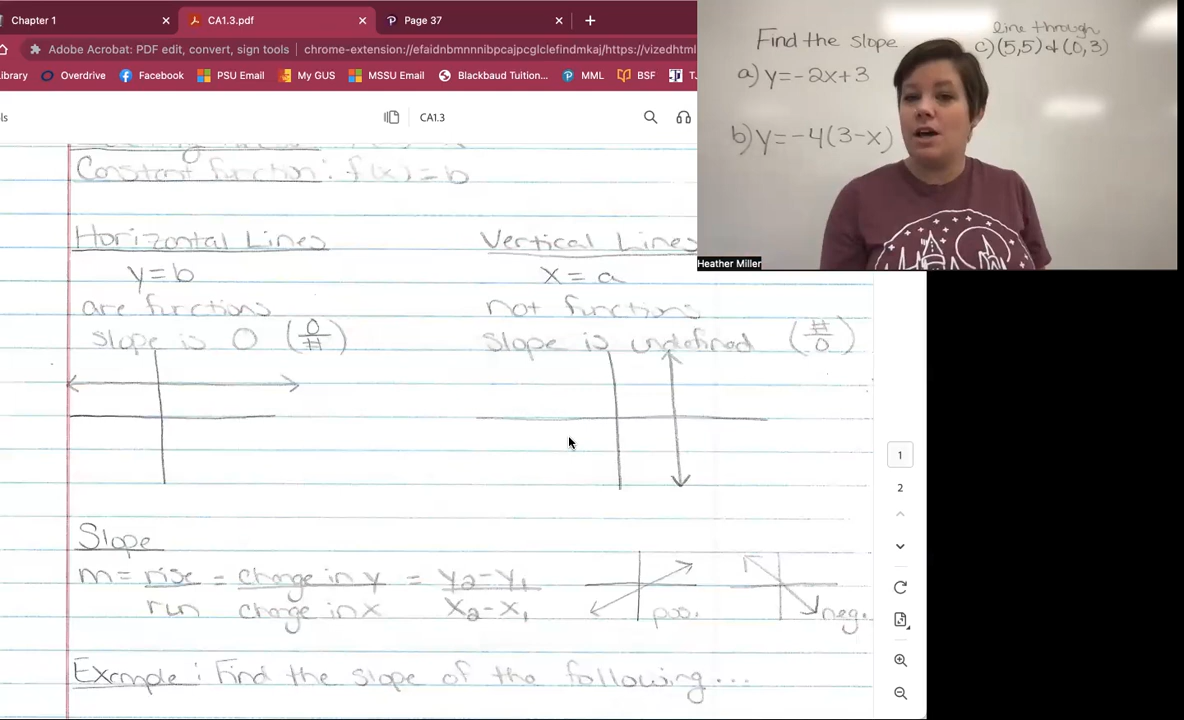 Chapter 1
CA1.3.pdf
Page 37
Adobe Acrobat: PDF edit, convert, sign tools
chrome-extension://efaidnbmnnnibpcajpcglclefindmkaj/https://vizedhtml
Library
Overdrive
Facebook
PSU Email
My GUS
MSSU Email
Blackbaud Tuition...
MML
BSF
CA1.3
Constant function: f(x) = b
Horizontal Lines
y = b
are functions
slope is 0 (0/#)
Vertical Lines
x = a
not functions
slope is undefined (#/0)
Slope
m = rise/run = change in y/change in x = y₂-y₁/x₂-x₁
pos.
neg.
Example: Find the slope of the following...
1
2
Find the slope
a) y=-2x+3
b) y=-4(3-x)
line through
c) (5,5) & (0,3)
Heather Miller